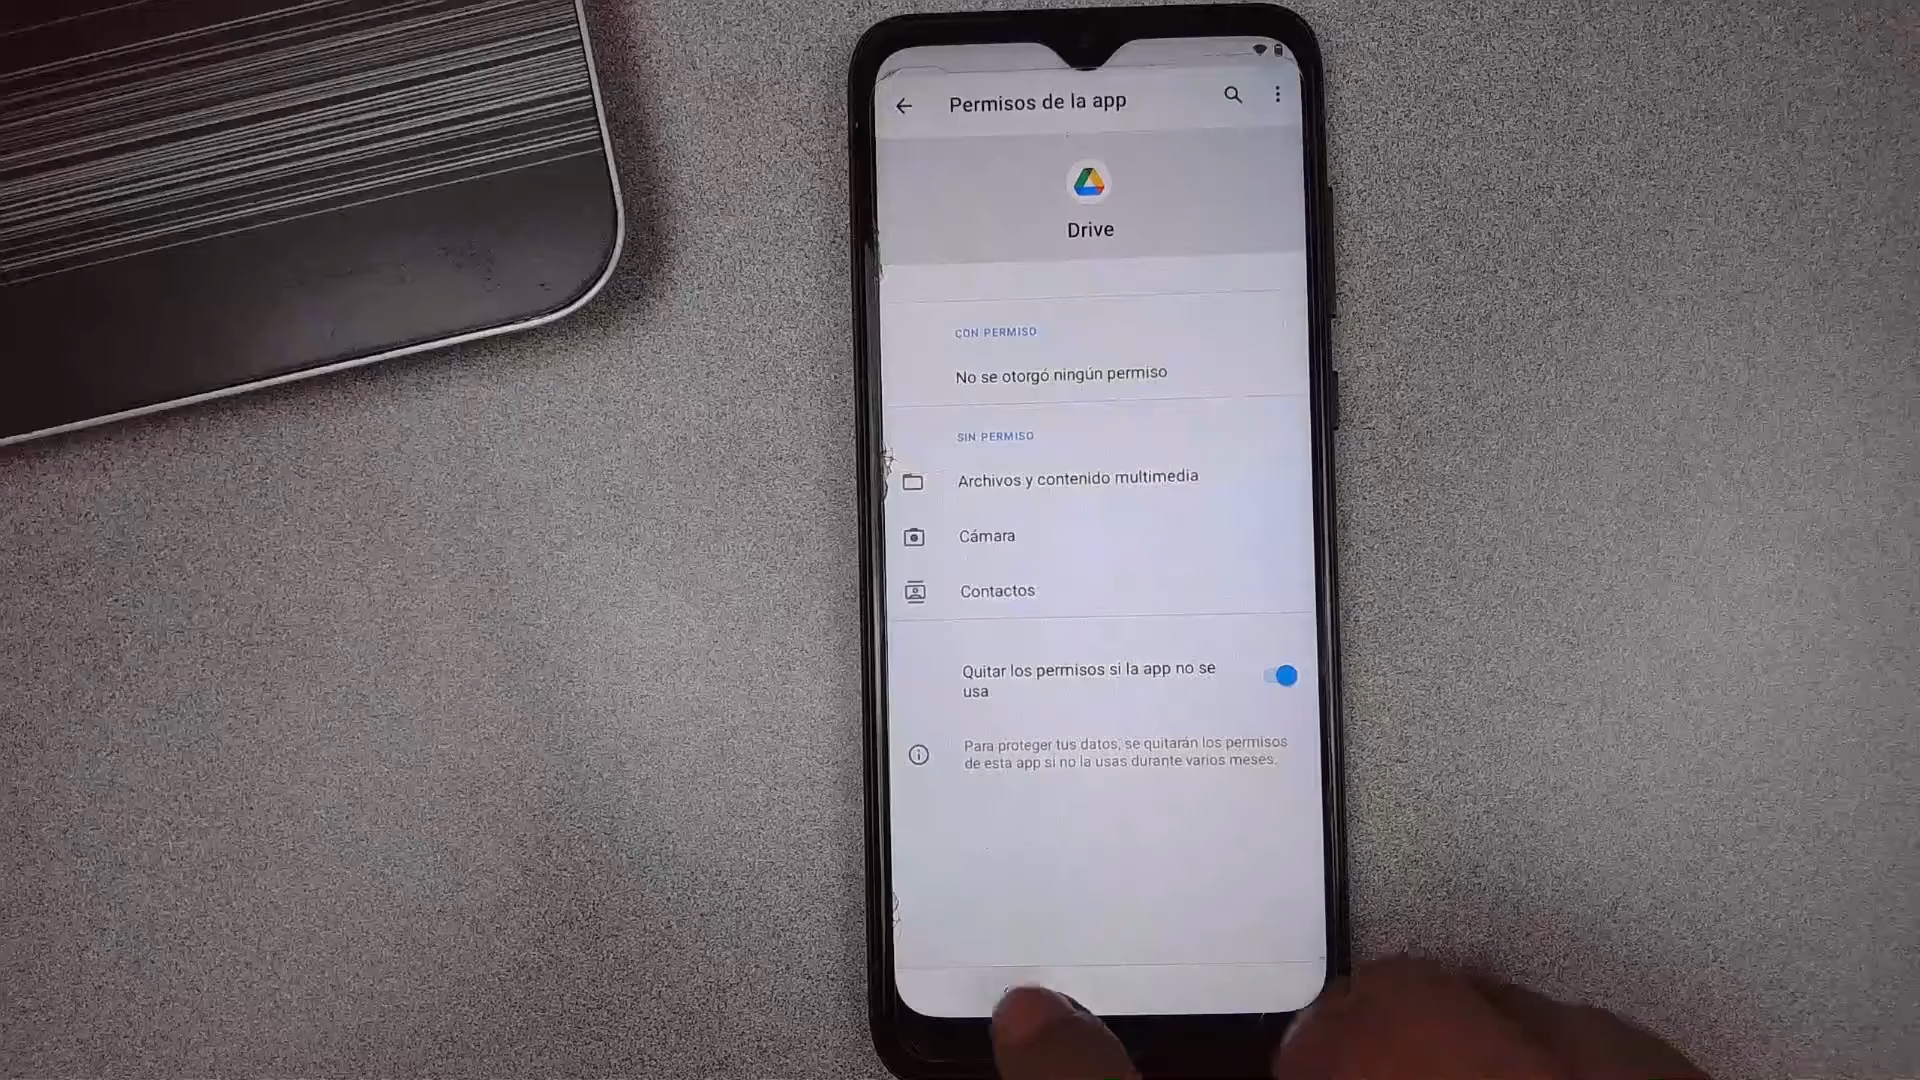 Permisos de la app
Drive
CON PERMISO
No se otorgó ningún permiso
SIN PERMISO
Archivos y contenido multimedia
Cámara
Contactos
Quitar los permisos si la app no se
usa
Para proteger tus datos, se quitarán los permisos
de esta app si no la usas durante varios meses.